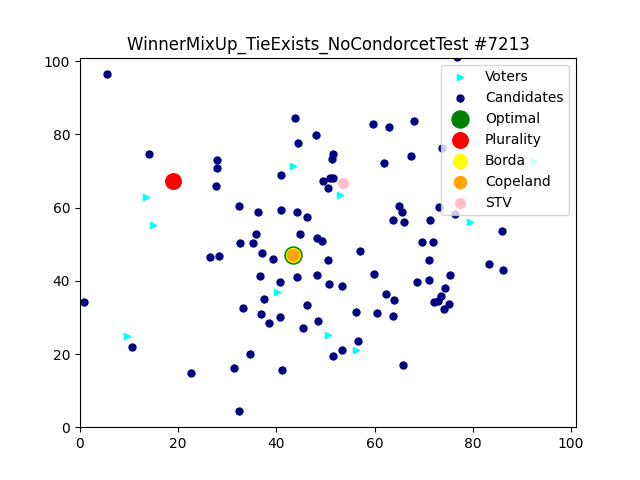 WinnerMixUp_TieExists_NoCondorcetTest #7213
100
80
60
40
20
0
0 20 40 60 80 100
Voters
Candidates
Optimal
Plurality
Borda
Copeland
STV